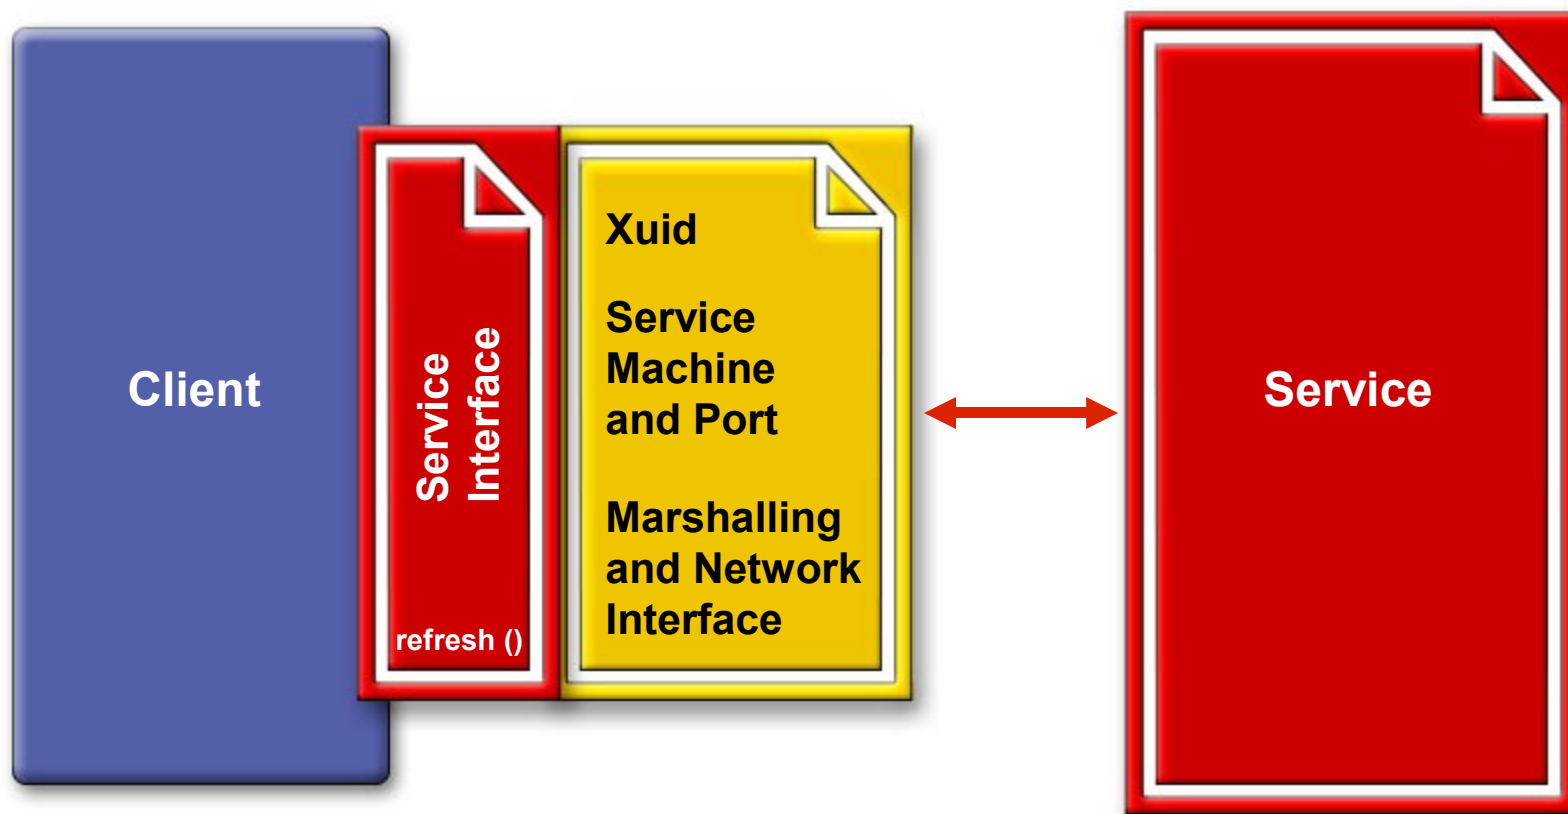 Client
Service
Interface
refresh ()
Xuid
Service
Machine
and Port
Marshalling
and Network
Interface
Service